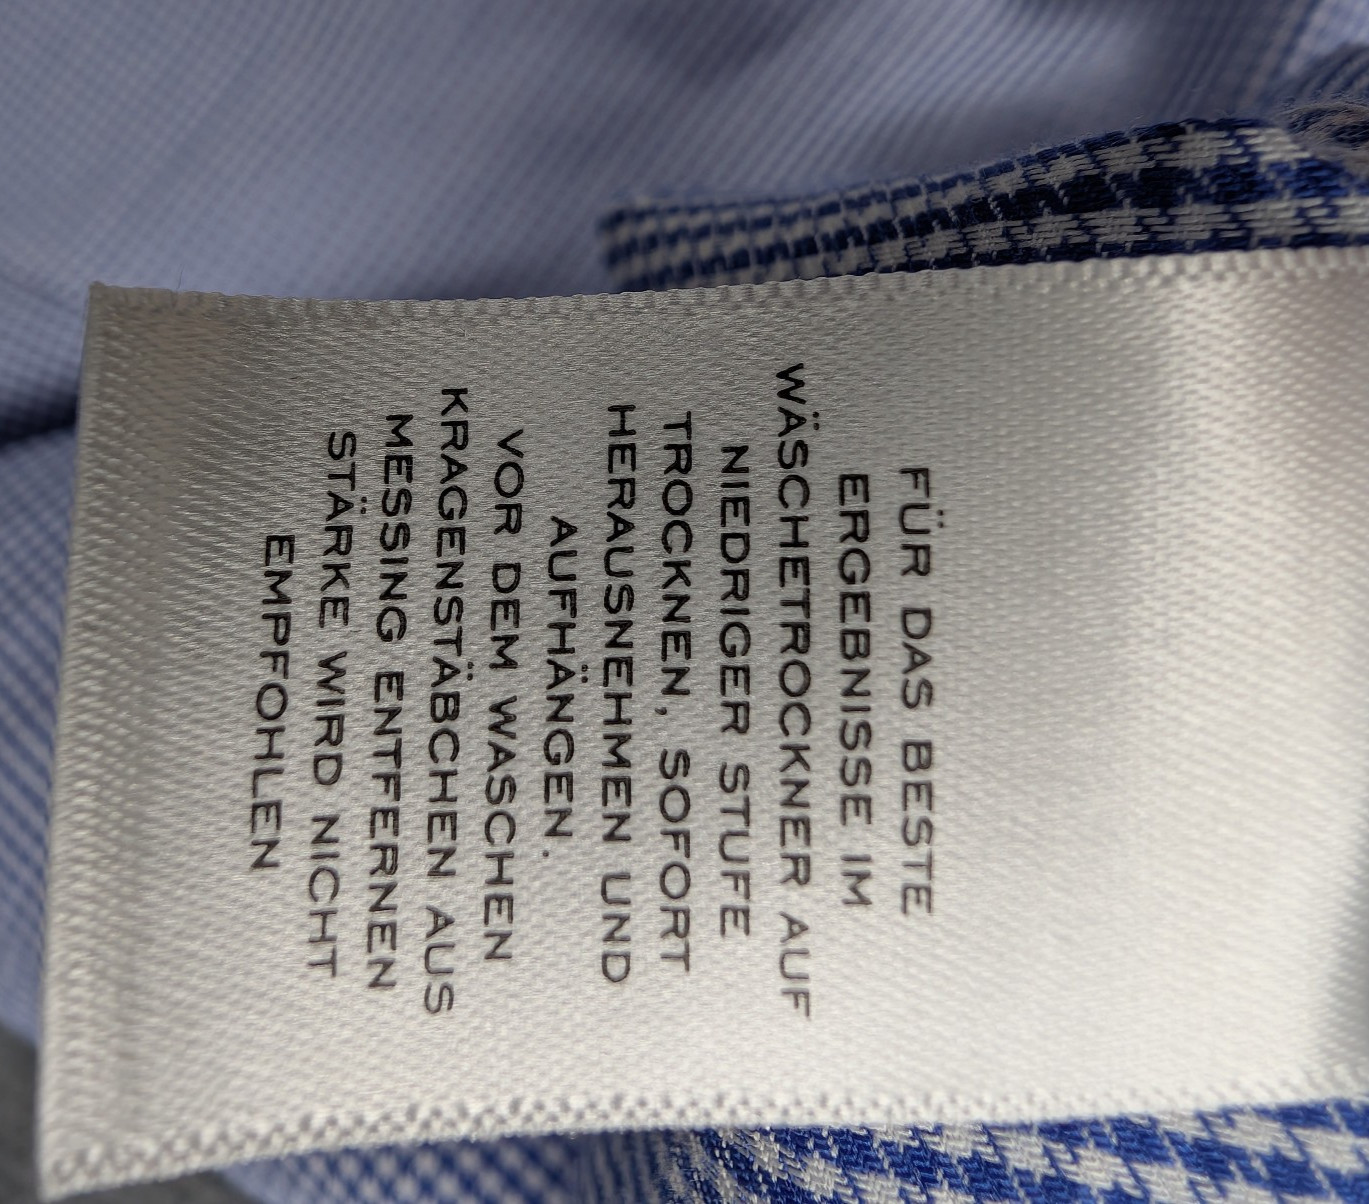 FÜR DAS BESTE
ERGEBNISSE IM
WÄSCHETROCKNER AUF
NIEDRIGER STUFE
TROCKNEN, SOFORT
HERAUSNEHMEN UND
AUFHÄNGEN.
VOR DEM WASCHEN
KRAGENSTÄBCHEN AUS
MESSING ENTFERNEN
STÄRKE WIRD NICHT
EMPFOHLEN